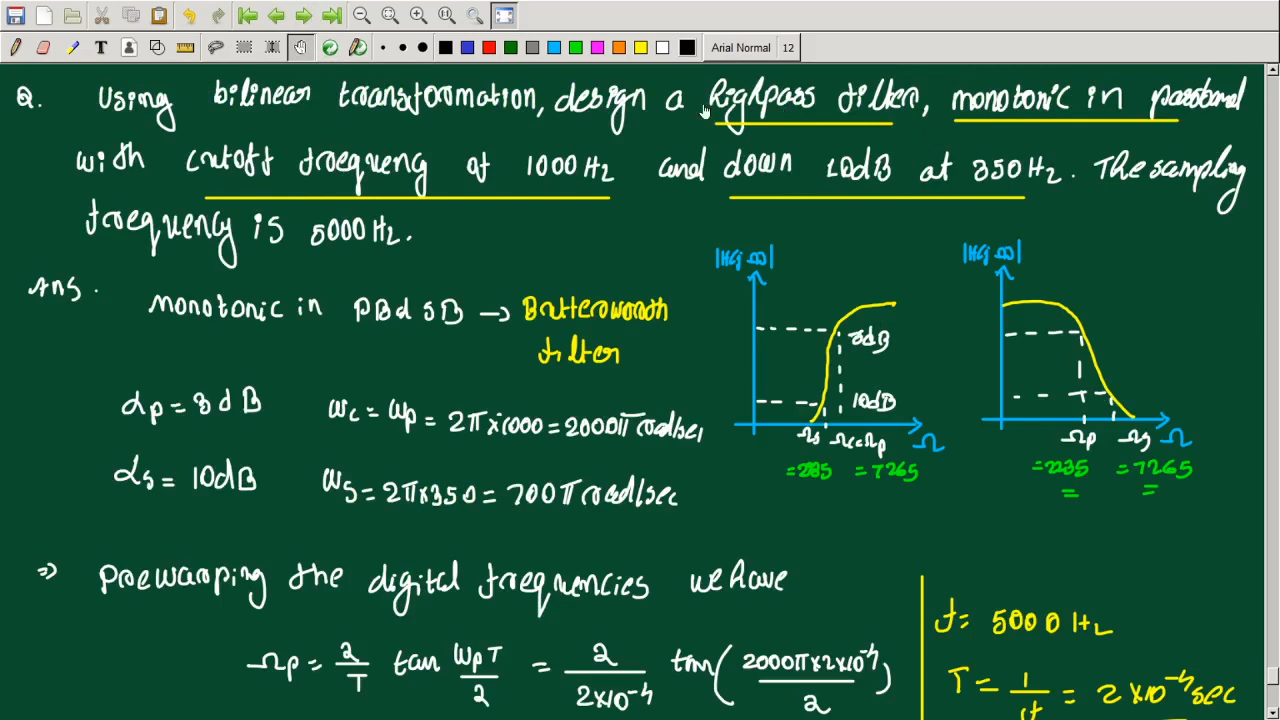 Arial Normal 12
Q. Using bilinear transformation, design a Highpass filter, monotonic in passband
with cutoff frequency at 1000 Hz and down 10dB at 350 Hz. The sampling
frequency is 5000 Hz.
Ans.
monotonic in PB & SB → Butterworth
filter
αp = 3 dB ωc = ωp = 2π×1000 = 2000π rad/sec
αs = 10dB ωs = 2π×350 = 700π rad/sec
|H(jΩ)|
3dB
10dB
Ωs Ωc=Ωp Ω
= 2235 = 7265
|H(jΩ)|
Ωp Ωs Ω
= 2235 = 7265
⇒ Prewarping the digital frequencies we have
Ωp = 2/T tan ωpT/2 = 2/2×10⁻⁴ tan(2000π×2×10⁻⁴/2)
f = 5000 Hz
T = 1/f = 2×10⁻⁴ sec